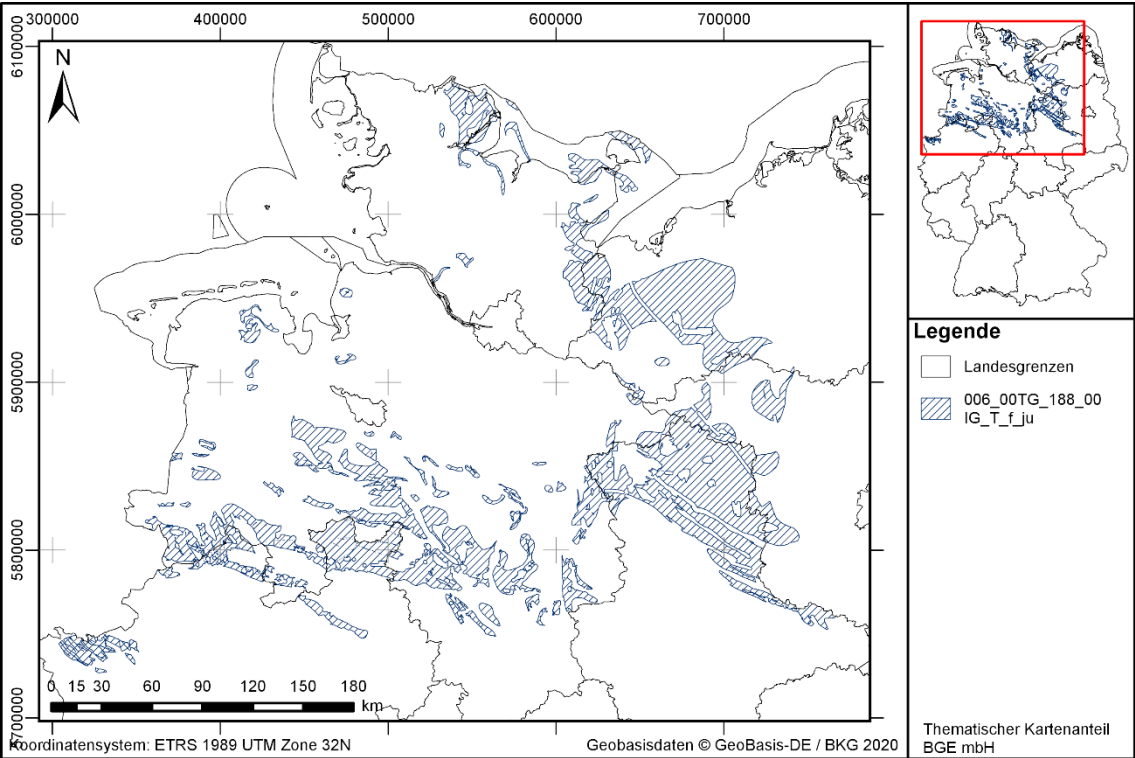 300000 400000 500000 600000 700000
6100000
6000000
5900000
5800000
5700000
N
0 15 30 60 90 120 150 180
km
Koordinatensystem: ETRS 1989 UTM Zone 32N
Geobasisdaten © GeoBasis-DE / BKG 2020
Legende
Landesgrenzen
006_00TG_188_00
IG_T_f_ju
Thematischer Kartenanteil
BGE mbH